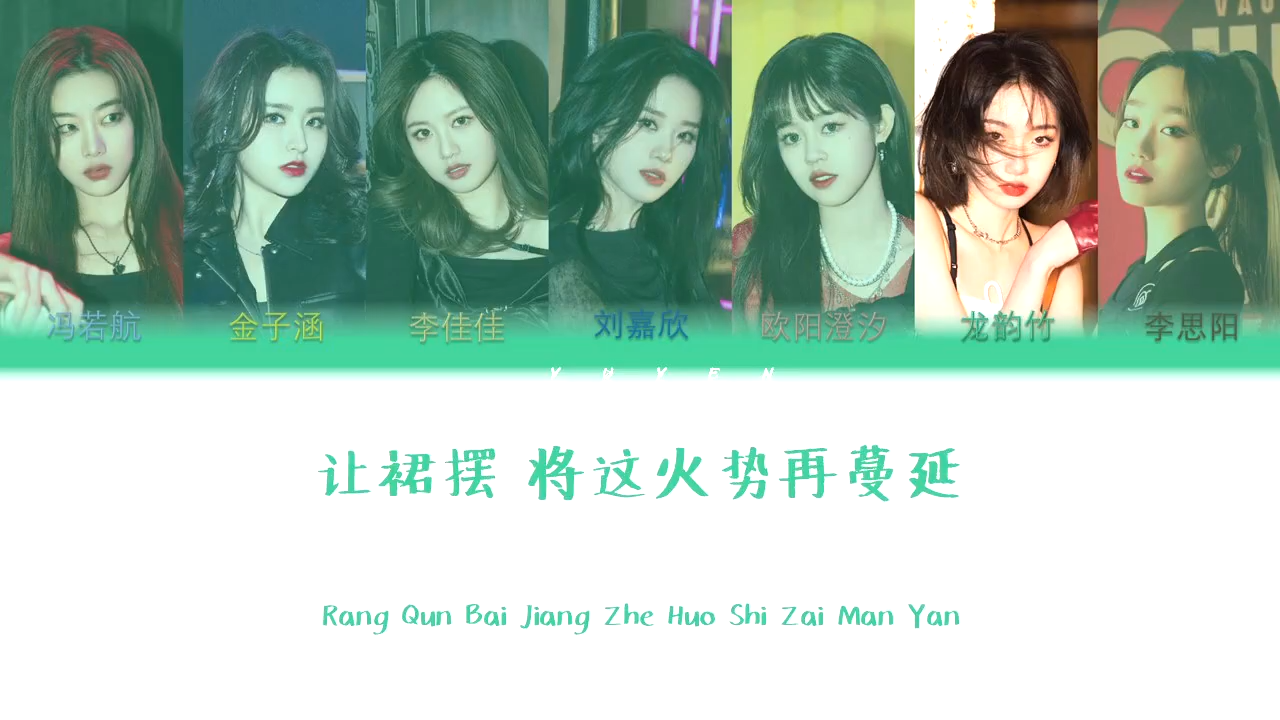 VAU
冯若航 金子涵 李佳佳 刘嘉欣 欧阳澄汐 龙韵竹 李思阳
让裙摆 将这火势再蔓延
Rang Qun Bai Jiang Zhe Huo Shi Zai Man Yan